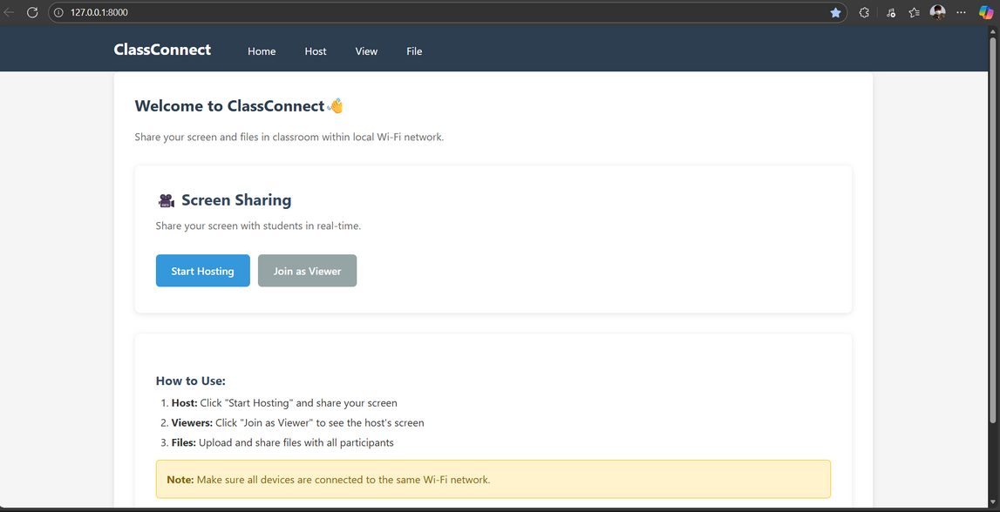 127.0.0.1:8000
ClassConnect Home Host View File
Welcome to ClassConnect👋
Share your screen and files in classroom within local Wi-Fi network.
🎥 Screen Sharing
Share your screen with students in real-time.
Start Hosting Join as Viewer
How to Use:
1. Host: Click "Start Hosting" and share your screen
2. Viewers: Click "Join as Viewer" to see the host's screen
3. Files: Upload and share files with all participants
Note: Make sure all devices are connected to the same Wi-Fi network.